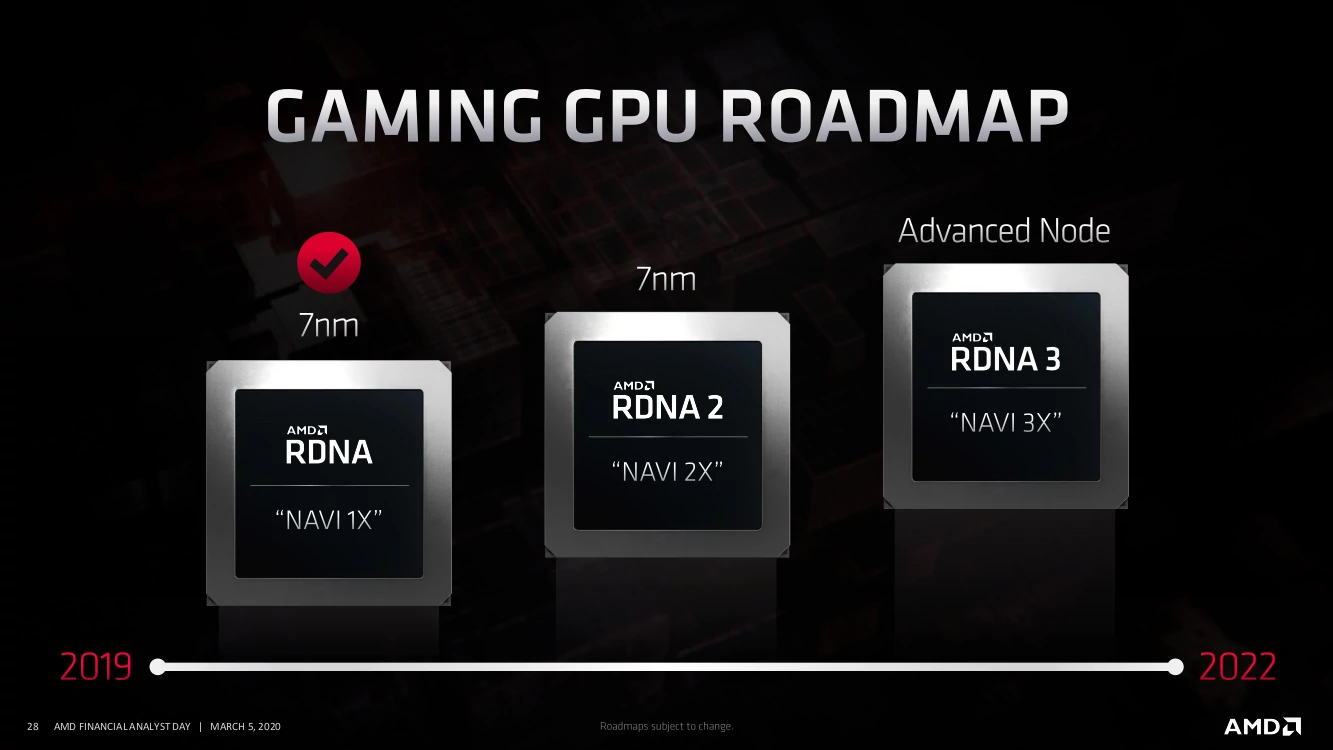 GAMING GPU ROADMAP
7nm
AMD
RDNA
“NAVI 1X”
7nm
AMD
RDNA 2
“NAVI 2X”
Advanced Node
AMD
RDNA 3
“NAVI 3X”
2019
2022
28 AMD FINANCIAL ANALYST DAY | MARCH 5, 2020
Roadmaps subject to change.
AMD